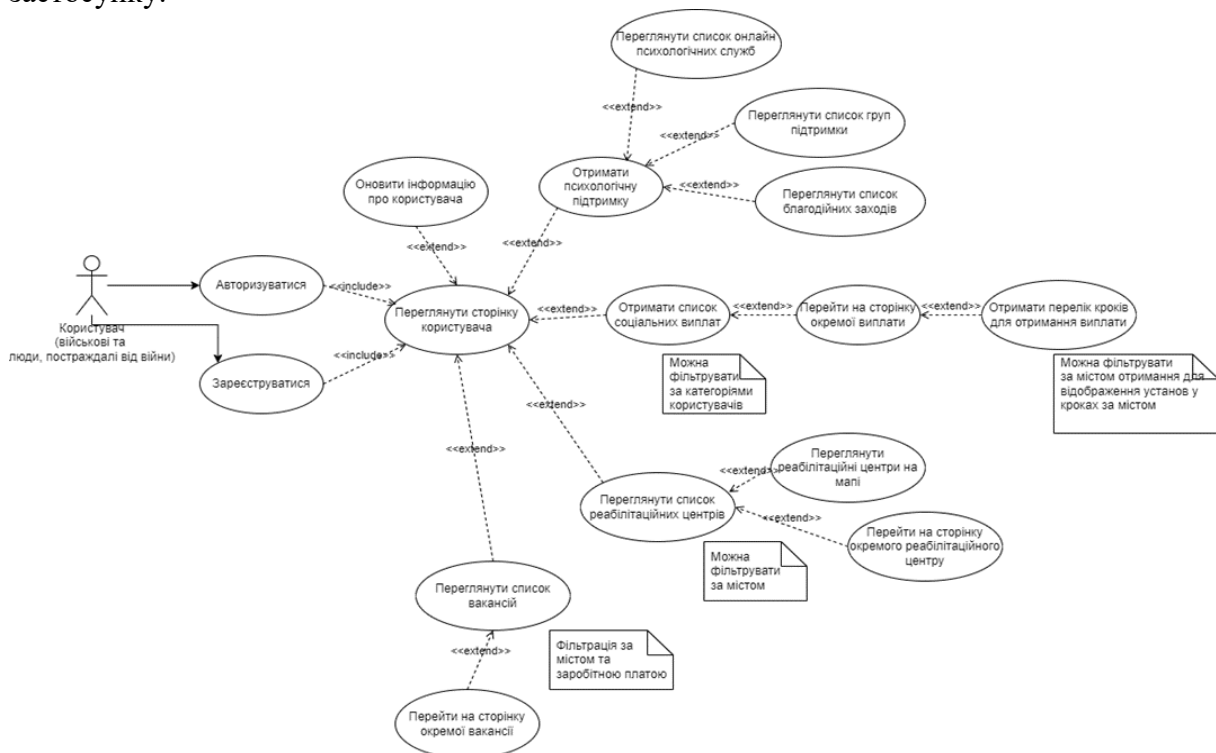 застосунку.
Переглянути список онлайн
психологічних служб
<<extend>>
Переглянути список груп
підтримки
<<extend>>
Отримати
психологічну
підтримку
<<extend>>
Переглянути список
благодійних заходів
Оновити інформацію
про користувача
<<extend>>
<<extend>>
Авторизуватися
<<include>>
Користувач
(військові та
люди, постраждалі від війни)
Зареєструватися
<<include>>
Переглянути сторінку
користувача
<<extend>>
Отримати список
соціальних виплат
<<extend>>
Перейти на сторінку
окремої виплати
<<extend>>
Отримати перелік кроків
для отримання виплати
Можна
фільтрувати
за категоріями
користувачів
Можна фільтрувати
за містом отримання для
відображення установ у
кроках за містом
<<extend>>
<<extend>>
Переглянути список
реабілітаційних центрів
<<extend>>
Переглянути
реабілітаційні центри на
мапі
<<extend>>
Перейти на сторінку
окремого реабілітаційного
центру
Можна
фільтрувати
за містом
Переглянути список
вакансій
<<extend>>
Фільтрація за
містом та
заробітною платою
Перейти на сторінку
окремої вакансії